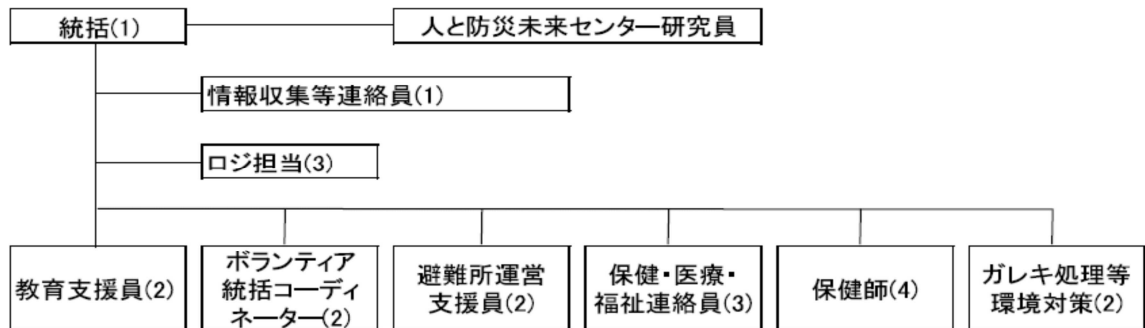 統括(1)
人と防災未来センター研究員
情報収集等連絡員(1)
ロジ担当(3)
教育支援員(2)
ボランティア
統括コーディ
ネーター(2)
避難所運営
支援員(2)
保健・医療・
福祉連絡員(3)
保健師(4)
ガレキ処理等
環境対策(2)